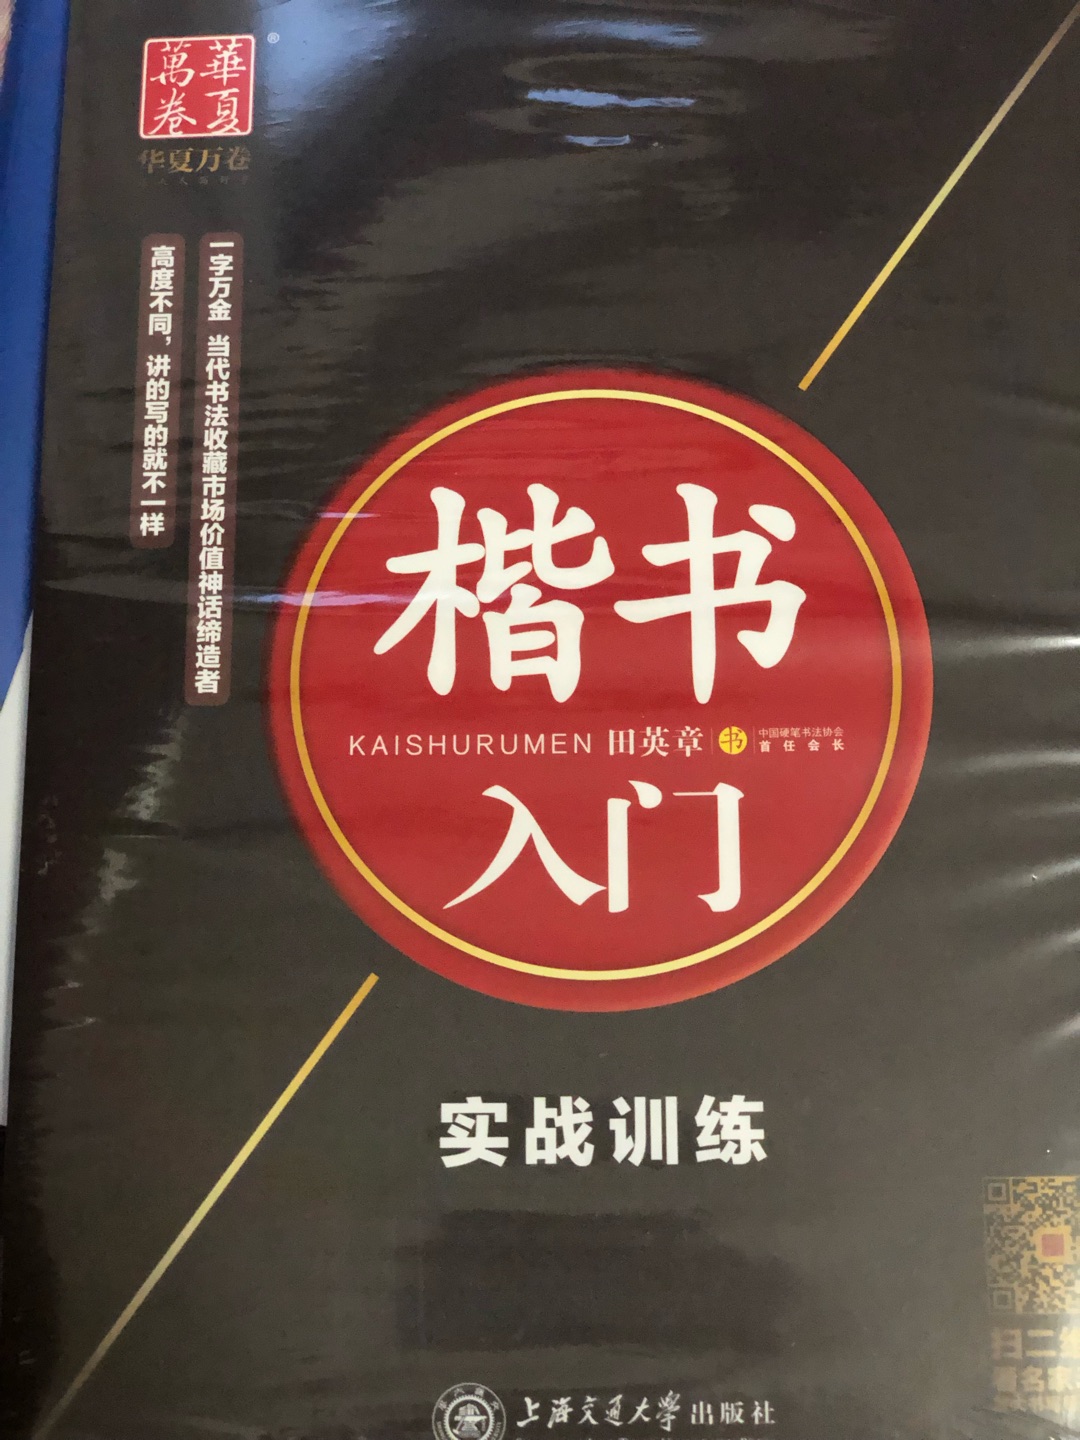 華夏
萬卷
®
华夏万卷
一字万金 当代书法收藏市场价值神话缔造者
高度不同，讲的写的就不一样
楷书
KAISHURUMEN 田英章 书 中国硬笔书法协会
首任会长
入门
实战训练
扫二
名
上海交通大学出版社